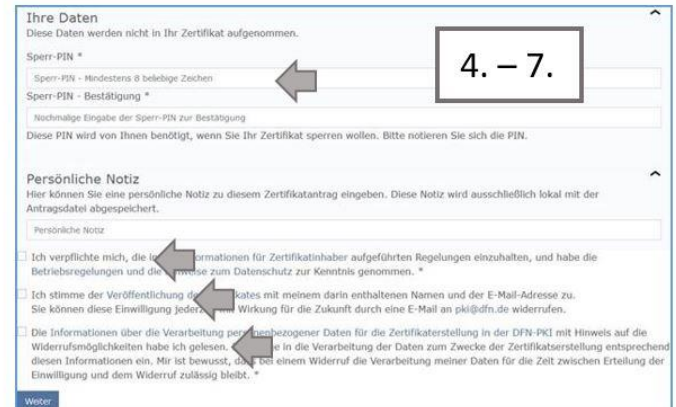 Ihre Daten
Diese Daten werden nicht in Ihr Zertifikat aufgenommen.
4. – 7.
Sperr-PIN *
Sperr-PIN - Mindestens 8 beliebige Zeichen
Sperr-PIN - Bestätigung *
Nochmalige Eingabe der Sperr-PIN zur Bestätigung
Diese PIN wird von Ihnen benötigt, wenn Sie Ihr Zertifikat sperren wollen. Bitte notieren Sie sich die PIN.
Persönliche Notiz
Hier können Sie eine persönliche Notiz zu diesem Zertifikatantrag eingeben. Diese Notiz wird ausschließlich lokal mit der
Antragsdatei abgespeichert.
Persönliche Notiz
Ich verpflichte mich, die in formationen für Zertifikatinhaber aufgeführten Regelungen einzuhalten, und habe die
Betriebsregelungen und die weise zum Datenschutz zur Kenntnis genommen. *
Ich stimme der Veröffentlichung de kates mit meinem darin enthaltenen Namen und der E-Mail-Adresse zu.
Sie können diese Einwilligung jederz Wirkung für die Zukunft durch eine E-Mail an pki@dfn.de widerrufen.
Die Informationen über die Verarbeitung personenbezogener Daten für die Zertifikaterstellung in der DFN-PKI mit Hinweis auf die
Widerrufsmöglichkeiten habe ich gelesen. e in die Verarbeitung der Daten zum Zwecke der Zertifikatserstellung entsprechend
diesen Informationen ein. Mir ist bewusst, dass bei einem Widerruf die Verarbeitung meiner Daten für die Zeit zwischen Erteilung der
Einwilligung und dem Widerruf zulässig bleibt. *
Weiter